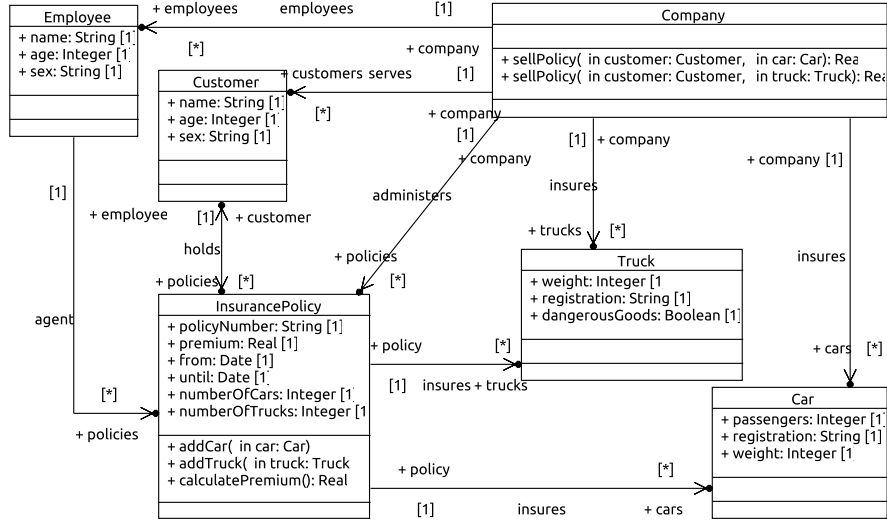 Employee
+ name: String [1]
+ age: Integer [1]
+ sex: String [1]
+ employees
employees
[1]
[*]
Company
+ sellPolicy( in customer: Customer, in car: Car): Rea
+ sellPolicy( in customer: Customer, in truck: Truck): Rea
+ company
+ customers serves
[1]
[*]
Customer
+ name: String [1]
+ age: Integer [1]
+ sex: String [1]
+ company
[1]
+ company
administers
+ policies
[*]
[1] + company
insures
+ trucks
[*]
+ company [1]
insures
+ cars
[*]
[1]
+ employee
agent
[*]
+ policies
[1]
+ customer
holds
+ policies
[*]
Truck
+ weight: Integer [1
+ registration: String [1]
+ dangerousGoods: Boolean [1]
InsurancePolicy
+ policyNumber: String [1]
+ premium: Real [1]
+ from: Date [1]
+ until: Date [1]
+ numberOfCars: Integer [1]
+ numberOfTrucks: Integer [1
+ addCar( in car: Car)
+ addTruck( in truck: Truck
+ calculatePremium(): Real
+ policy
[*]
[1]
insures + trucks
+ policy
[*]
[1]
insures
+ cars
Car
+ passengers: Integer [1]
+ registration: String [1]
+ weight: Integer [1